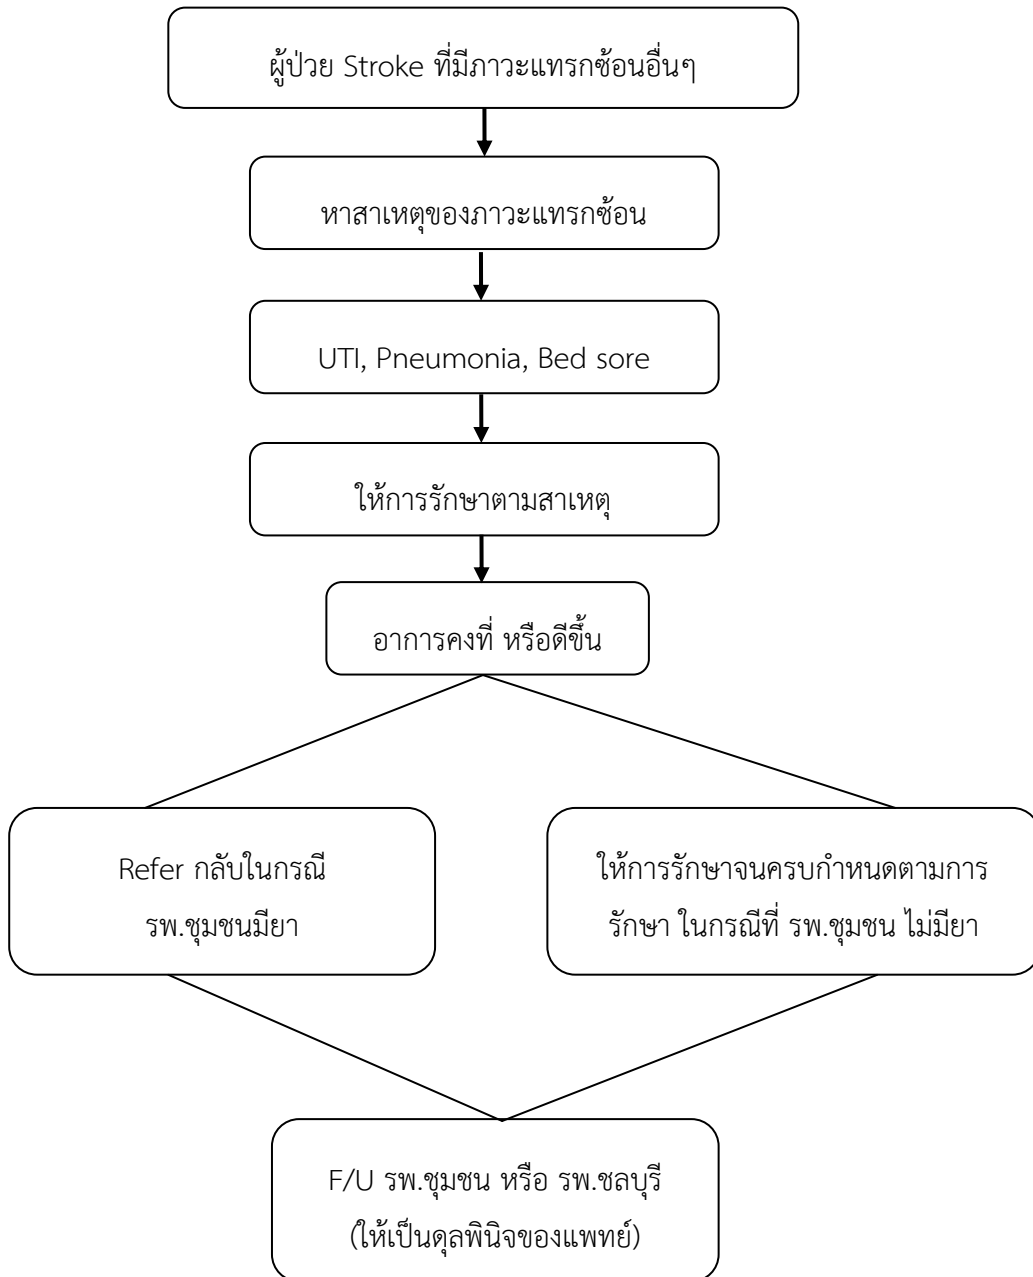 ผู้ป่วย Stroke ที่มีภาวะแทรกซ้อนอื่นๆ
หาสาเหตุของภาวะแทรกซ้อน
UTI, Pneumonia, Bed sore
ให้การรักษาตามสาเหตุ
อาการคงที่ หรือดีขึ้น
Refer กลับในกรณี
รพ.ชุมชนมียา
ให้การรักษาจนครบกำหนดตามการ
รักษา ในกรณีที่ รพ.ชุมชน ไม่มียา
F/U รพ.ชุมชน หรือ รพ.ชลบุรี
(ให้เป็นดุลพินิจของแพทย์)